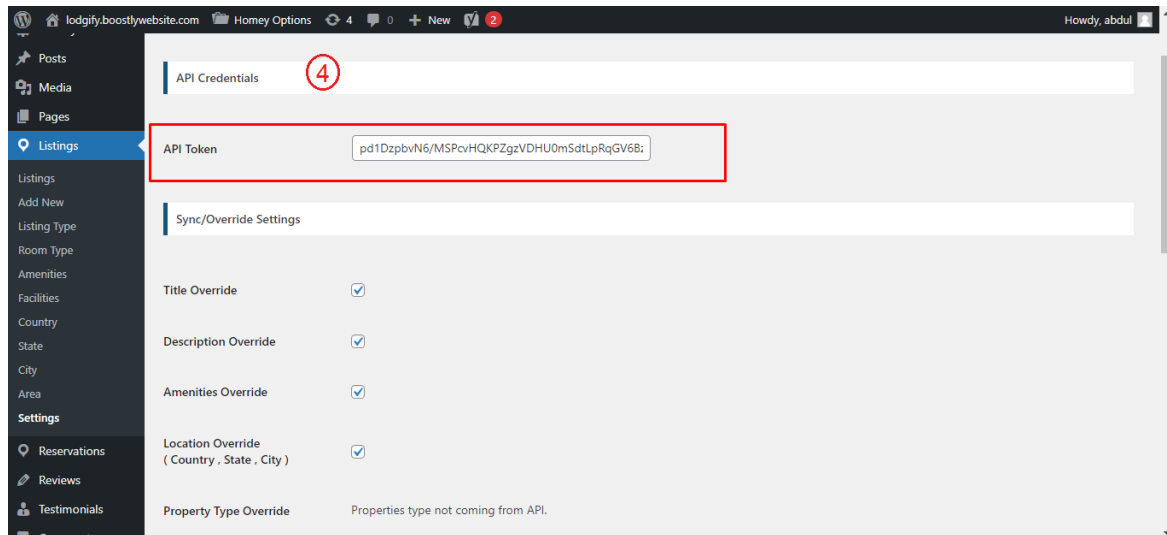 lodgify.boostlywebsite.com Homey Options 4 0 + New 2 Howdy, abdul
Posts
Media
Pages
Listings
Listings
Add New
Listing Type
Room Type
Amenities
Facilities
Country
State
City
Area
Settings
Reservations
Reviews
Testimonials
API Credentials 4
API Token pd1DzpbvN6/MSPcvHQKPZgzVDHU0mSdtLpRqGV6Bz
Sync/Override Settings
Title Override
Description Override
Amenities Override
Location Override
( Country , State , City )
Property Type Override Properties type not coming from API.